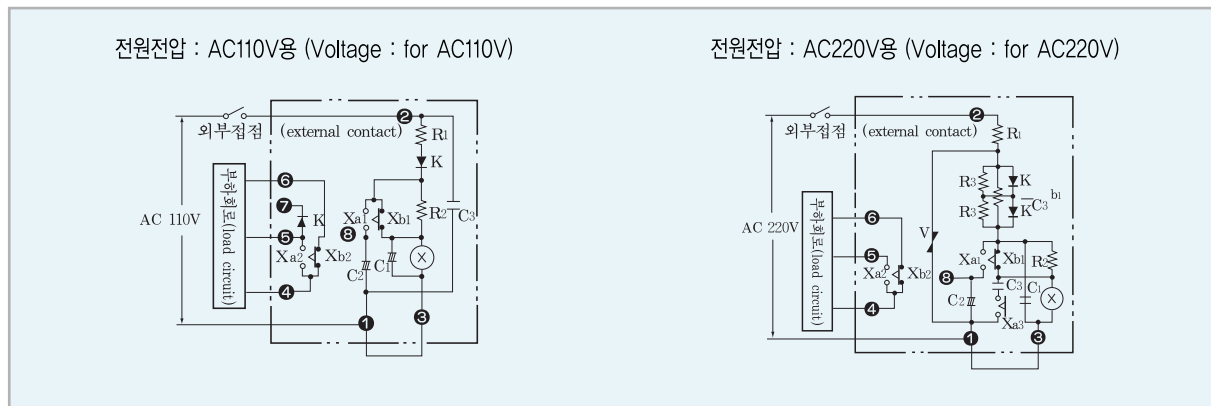 전원전압 : AC110V용 (Voltage : for AC110V)
외부접점 (external contact)
❷
R1
K
❻
❼
K
Xa1
Xb1
R2
C3
AC 110V
부하회로(load circuit)
❺
❽
Xa2
Xb2
C2
C1
X
❹
❶
❸
전원전압 : AC220V용 (Voltage : for AC220V)
외부접점 (external contact)
❷
R1
R3
K
b1
C3
R3
K
❻
AC 220V
부하회로(load circuit)
V
❺
Xa2
Xb2
Xa1
Xb1
R2
❽
C3
C1
X
C2
❹
Xa3
❶
❸